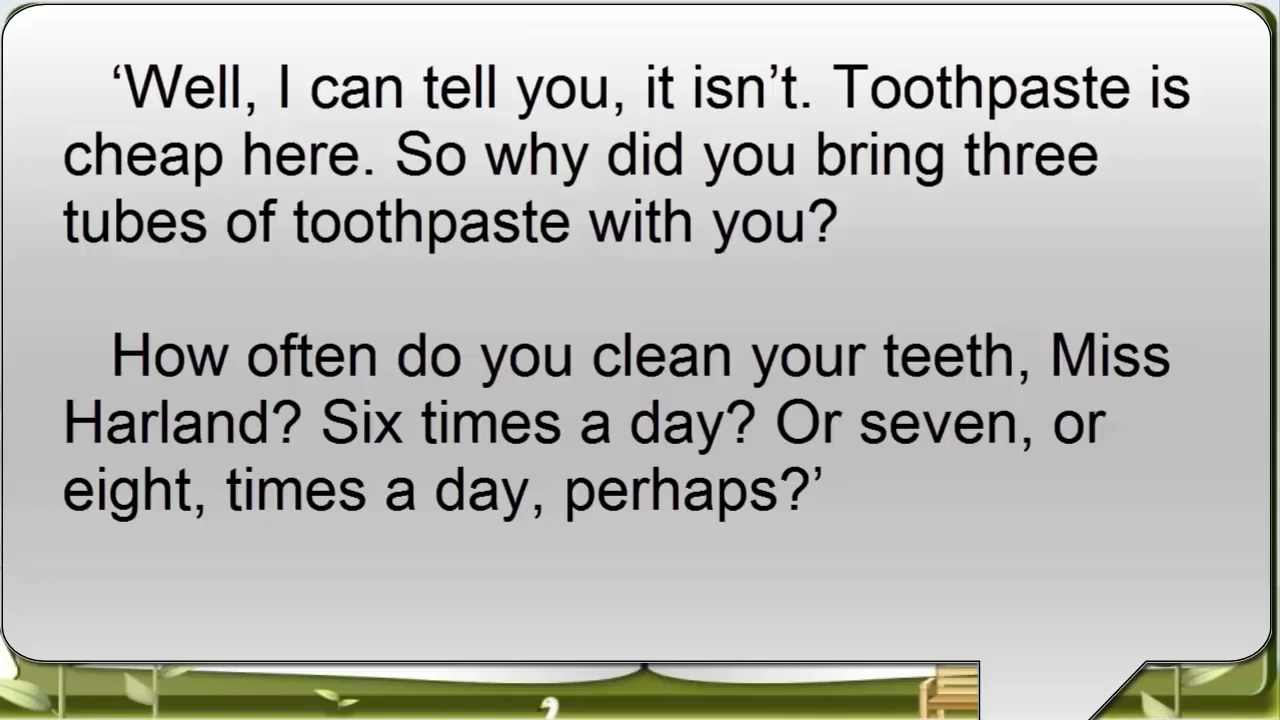 ‘Well, I can tell you, it isn’t. Toothpaste is
cheap here. So why did you bring three
tubes of toothpaste with you?
How often do you clean your teeth, Miss
Harland? Six times a day? Or seven, or
eight, times a day, perhaps?’